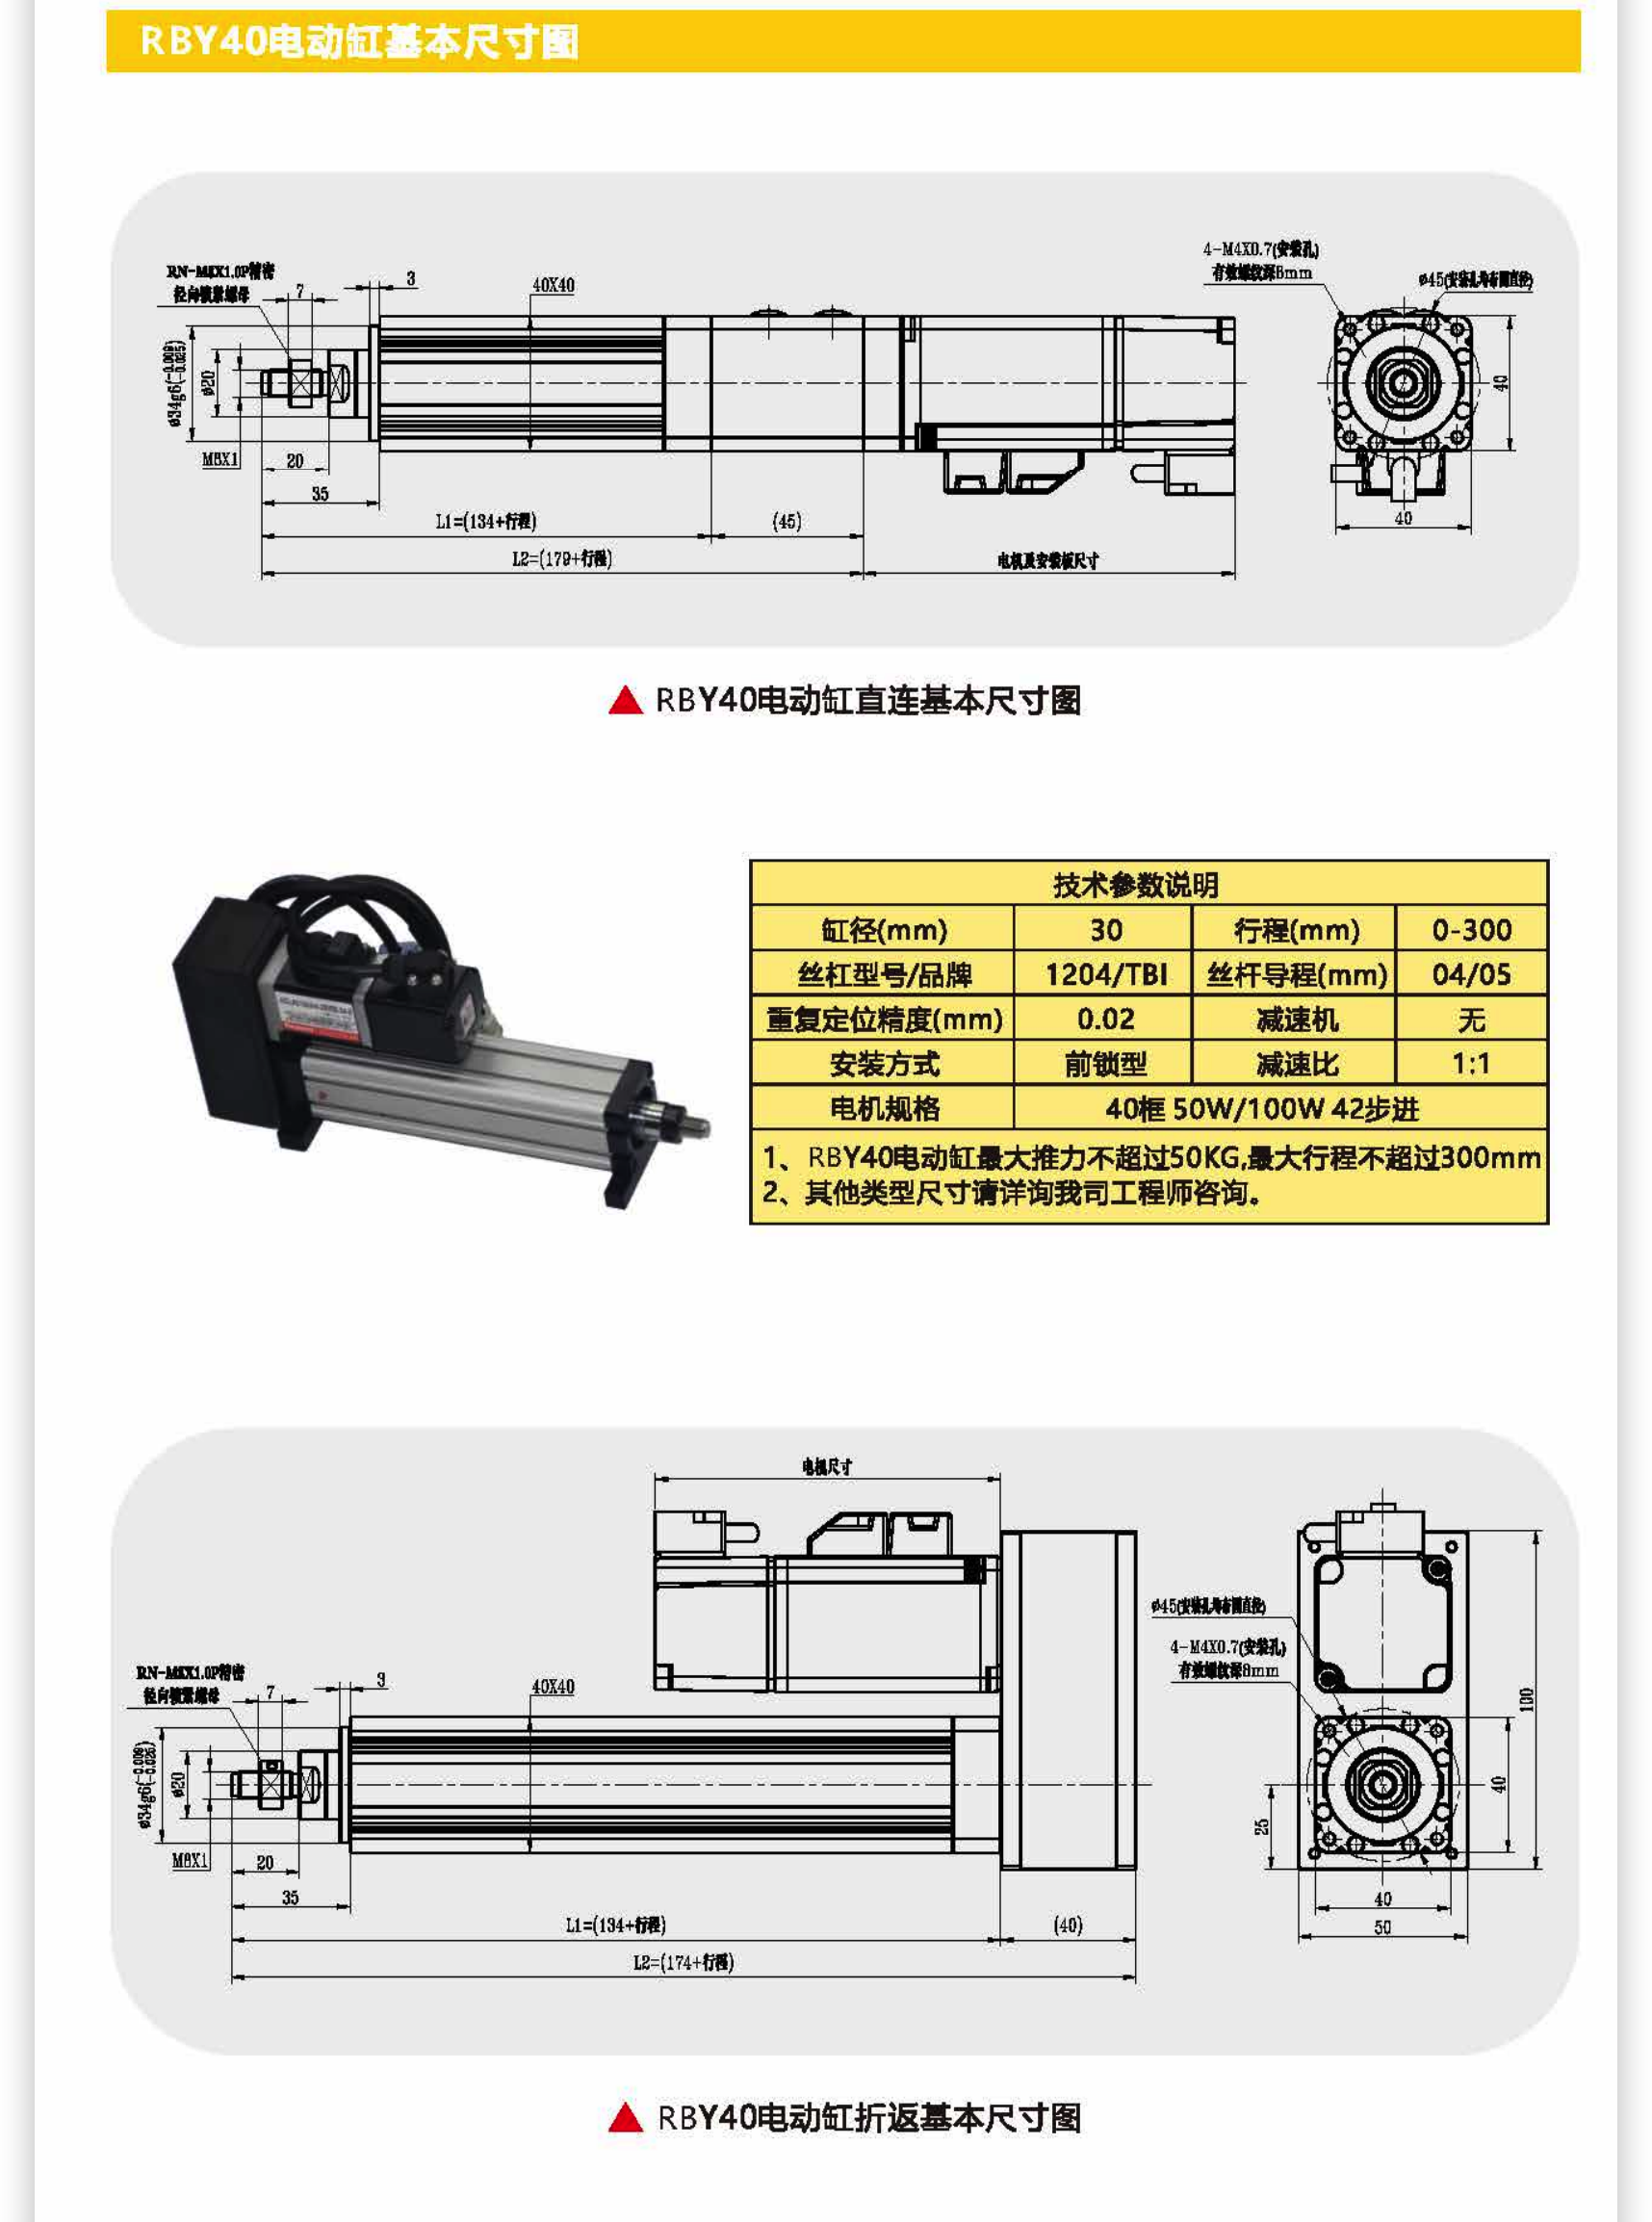 RBY40电动缸基本尺寸图
4-M4X0.7(安装孔)
有效螺纹深8mm
ø45(安装孔均布圆直径)
RN-M8X1.0P精密
径向锁紧螺母
7
3
40X40
ø34g6(-0.009 -0.025)
ø20
M8X1
20
35
L1=(134+行程)
(45)
L2=(179+行程)
电机及安装板尺寸
40
40
RBY40电动缸直连基本尺寸图
技术参数说明
缸径(mm) 30 行程(mm) 0-300
丝杠型号/品牌 1204/TBI 丝杆导程(mm) 04/05
重复定位精度(mm) 0.02 减速机 无
安装方式 前锁型 减速比 1:1
电机规格 40框 50W/100W 42步进
1、RBY40电动缸最大推力不超过50KG,最大行程不超过300mm
2、其他类型尺寸请详询我司工程师咨询。
电机尺寸
ø45(安装孔均布圆直径)
4-M4X0.7(安装孔)
有效螺纹深8mm
RN-M8X1.0P精密
径向锁紧螺母
7
3
40X40
ø34g6(-0.009 -0.025)
ø20
M8X1
20
35
L1=(134+行程)
(40)
L2=(174+行程)
100
40
25
40
50
RBY40电动缸折返基本尺寸图